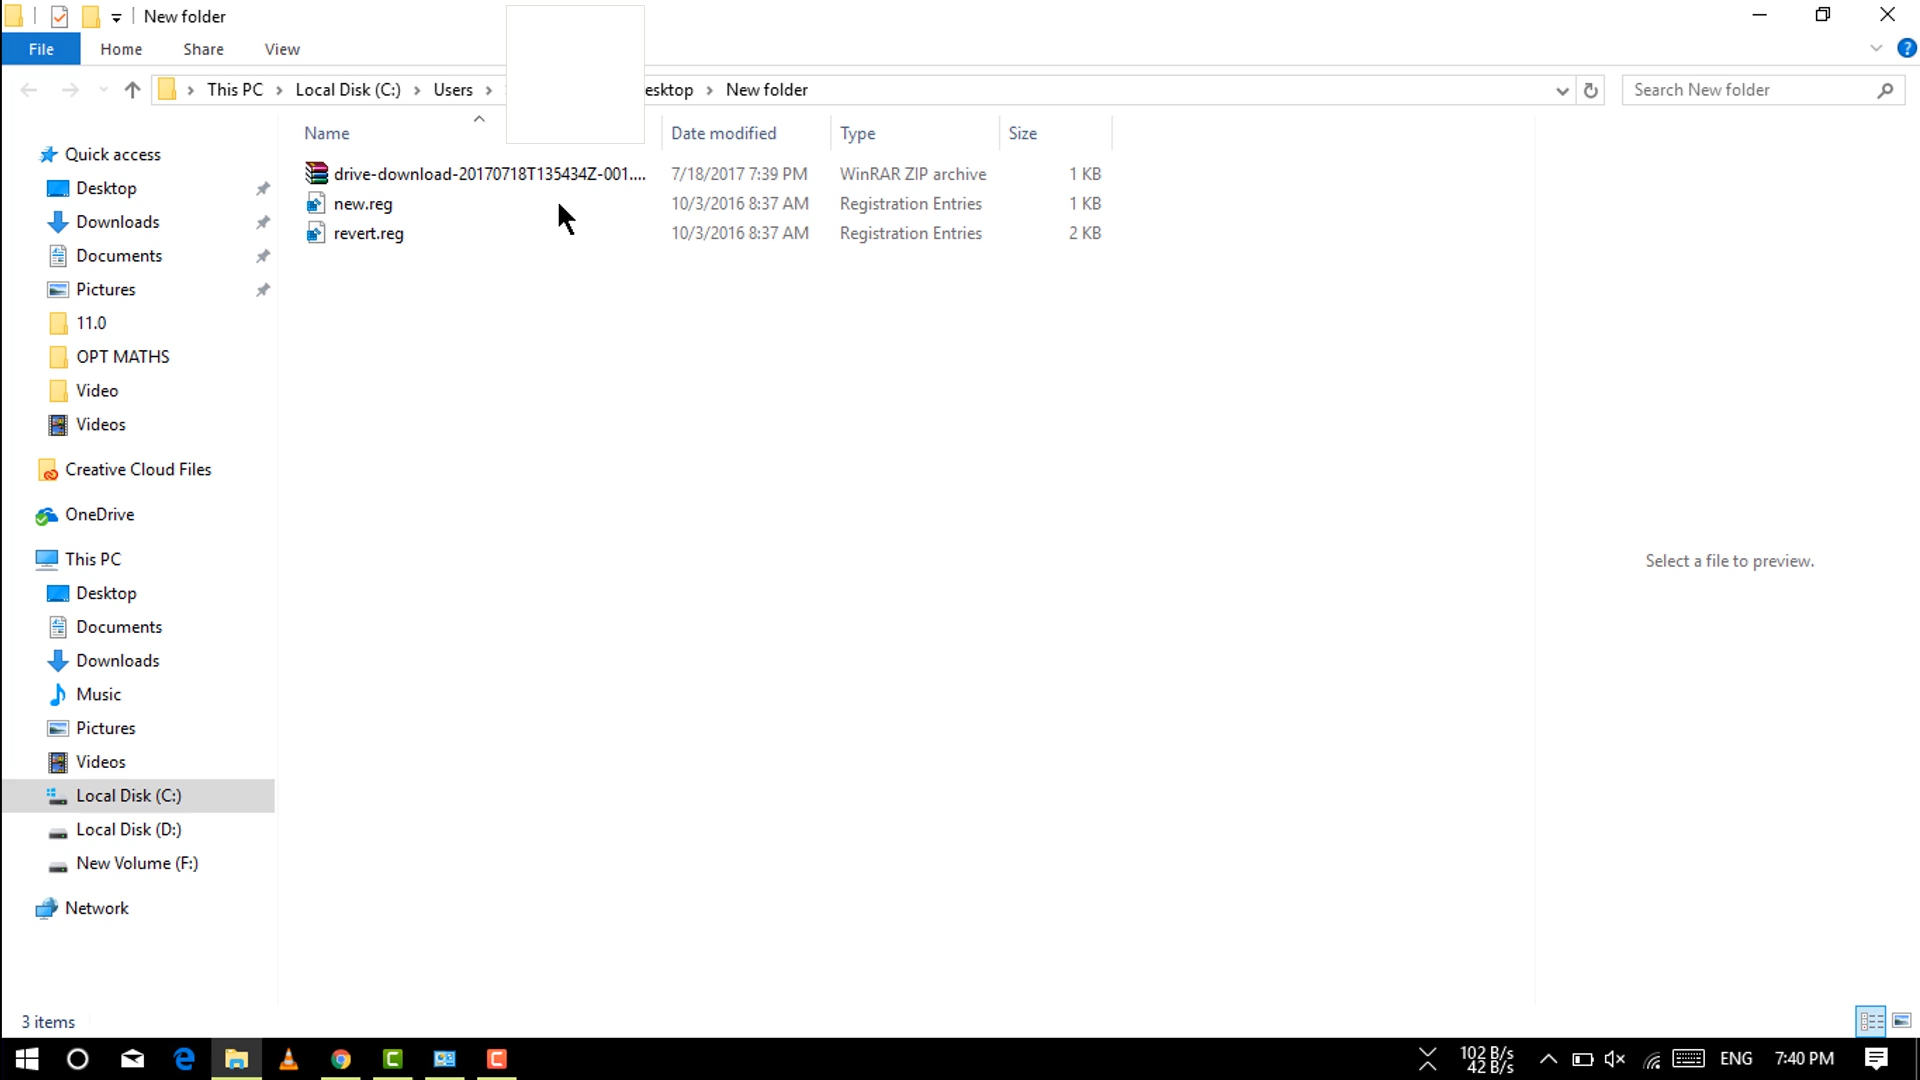 New folder
File Home Share View
This PC Local Disk (C:) Users esktop New folder
Search New folder
Name Date modified Type Size
drive-download-20170718T135434Z-001.... 7/18/2017 7:39 PM WinRAR ZIP archive 1 KB
new.reg 10/3/2016 8:37 AM Registration Entries 1 KB
revert.reg 10/3/2016 8:37 AM Registration Entries 2 KB
Quick access
Desktop
Downloads
Documents
Pictures
11.0
OPT MATHS
Video
Videos
Creative Cloud Files
OneDrive
This PC
Desktop
Documents
Downloads
Music
Pictures
Videos
Local Disk (C:)
Local Disk (D:)
New Volume (F:)
Network
Select a file to preview.
3 items
102 B/s
42 B/s
ENG 7:40 PM